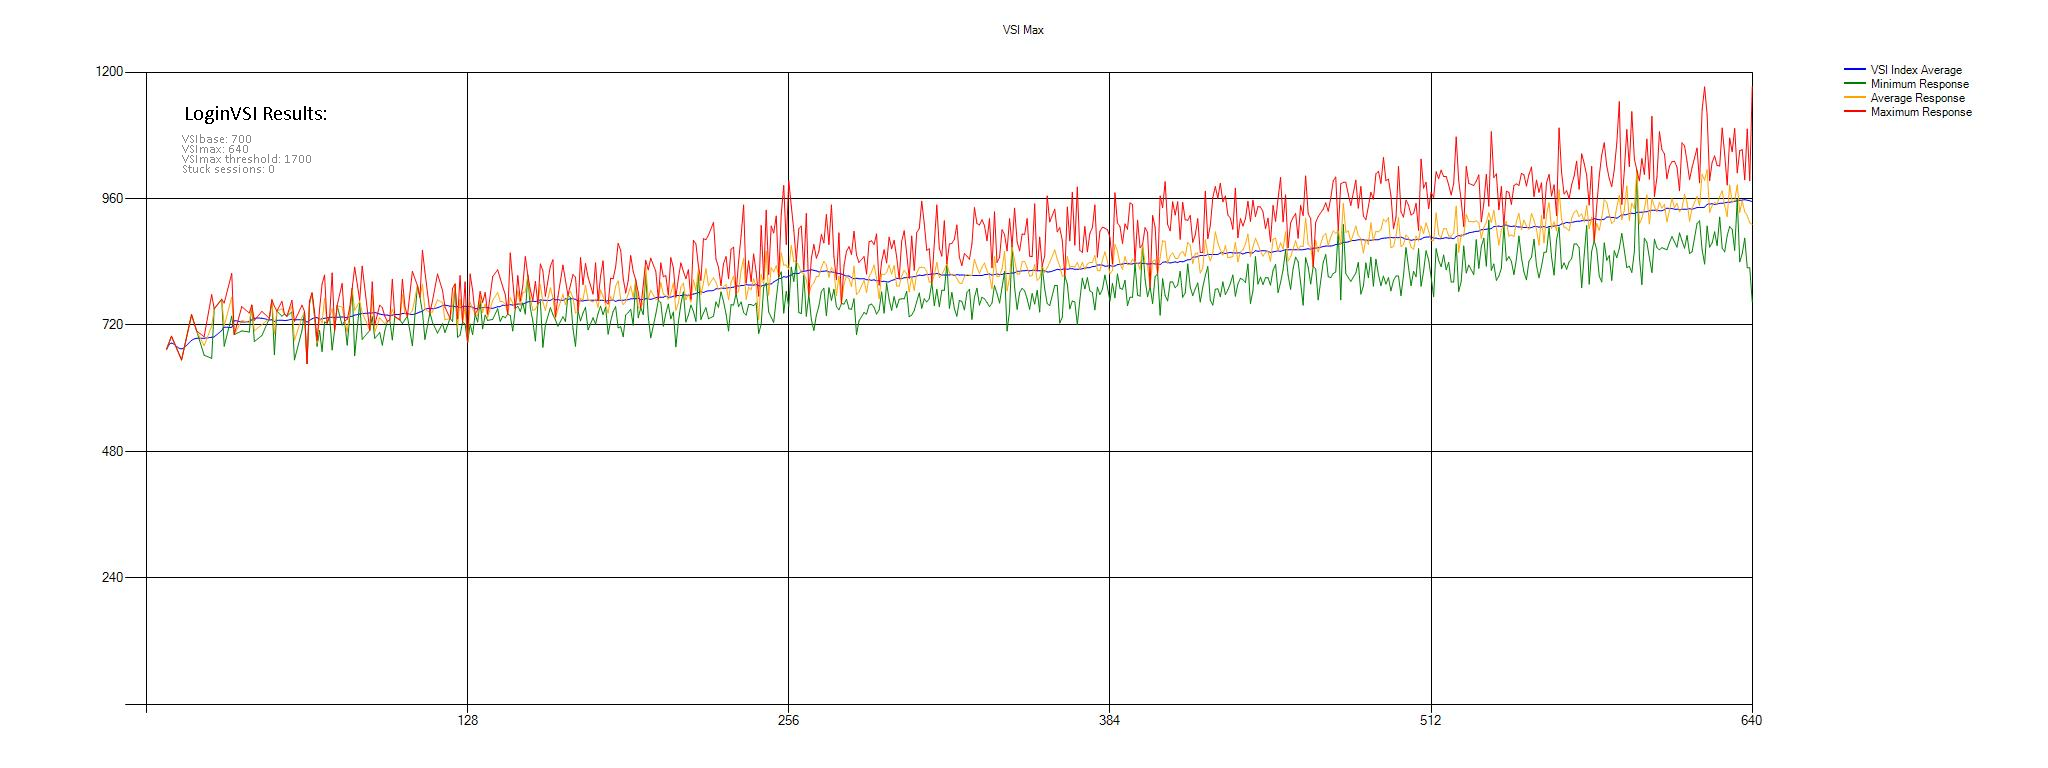 VSI Max
1200
960
720
480
240
128
256
384
512
640
LoginVSI Results:
VSIbase: 700
VSImax: 640
VSImax threshold: 1700
Stuck sessions: 0
VSI Index Average
Minimum Response
Average Response
Maximum Response